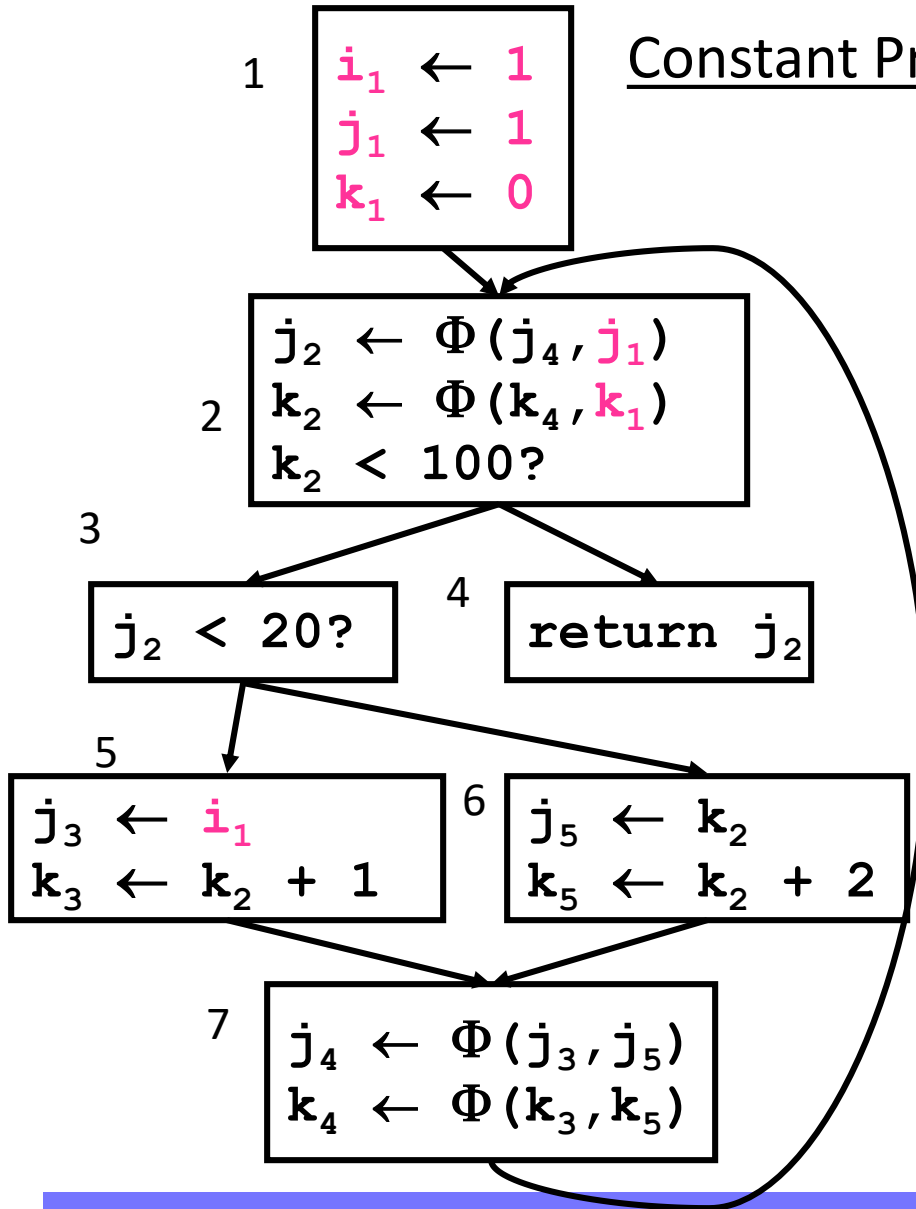 Constant Pr
1
i₁ ← 1
j₁ ← 1
k₁ ← 0
2
j₂ ← Φ(j₄,j₁)
k₂ ← Φ(k₄,k₁)
k₂ < 100?
3
j₂ < 20?
4
return j₂
5
j₃ ← i₁
k₃ ← k₂ + 1
6
j₅ ← k₂
k₅ ← k₂ + 2
7
j₄ ← Φ(j₃,j₅)
k₄ ← Φ(k₃,k₅)